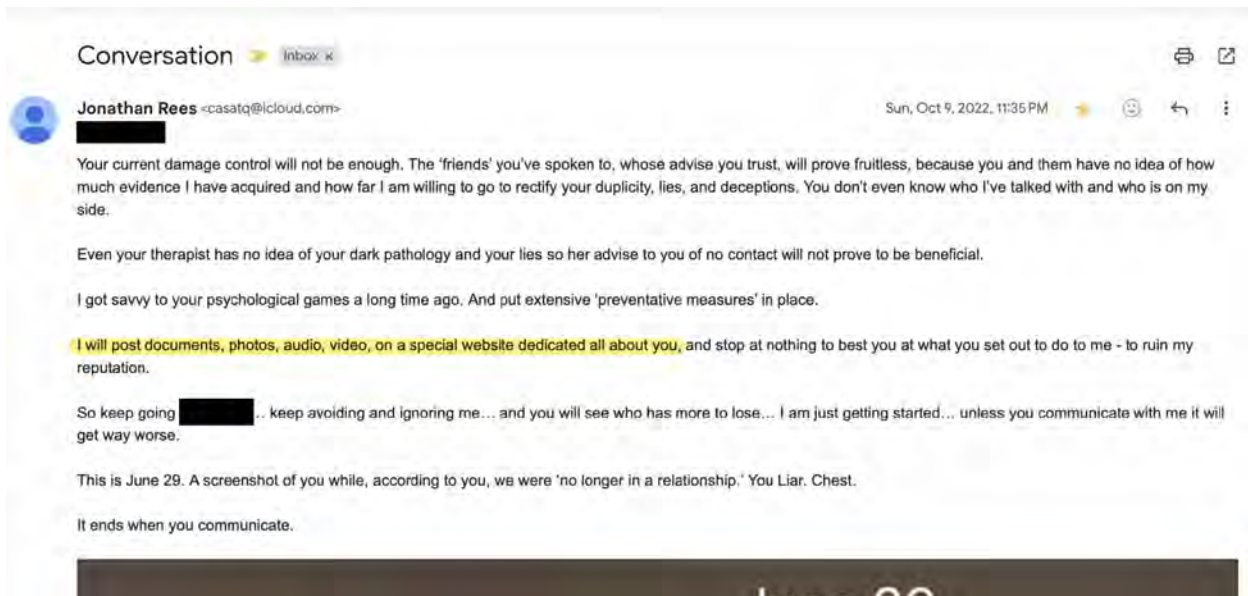 Conversation Inbox x
Jonathan Rees <casatq@icloud.com> Sun, Oct 9, 2022, 11:35 PM
Your current damage control will not be enough. The 'friends' you've spoken to, whose advise you trust, will prove fruitless, because you and them have no idea of how
much evidence I have acquired and how far I am willing to go to rectify your duplicity, lies, and deceptions. You don't even know who I've talked with and who is on my
side.
Even your therapist has no idea of your dark pathology and your lies so her advise to you of no contact will not prove to be beneficial.
I got savvy to your psychological games a long time ago. And put extensive 'preventative measures' in place.
I will post documents, photos, audio, video, on a special website dedicated all about you, and stop at nothing to best you at what you set out to do to me - to ruin my
reputation.
So keep going .. keep avoiding and ignoring me… and you will see who has more to lose… I am just getting started… unless you communicate with me it will
get way worse.
This is June 29. A screenshot of you while, according to you, we were 'no longer in a relationship.' You Liar. Chest.
It ends when you communicate.